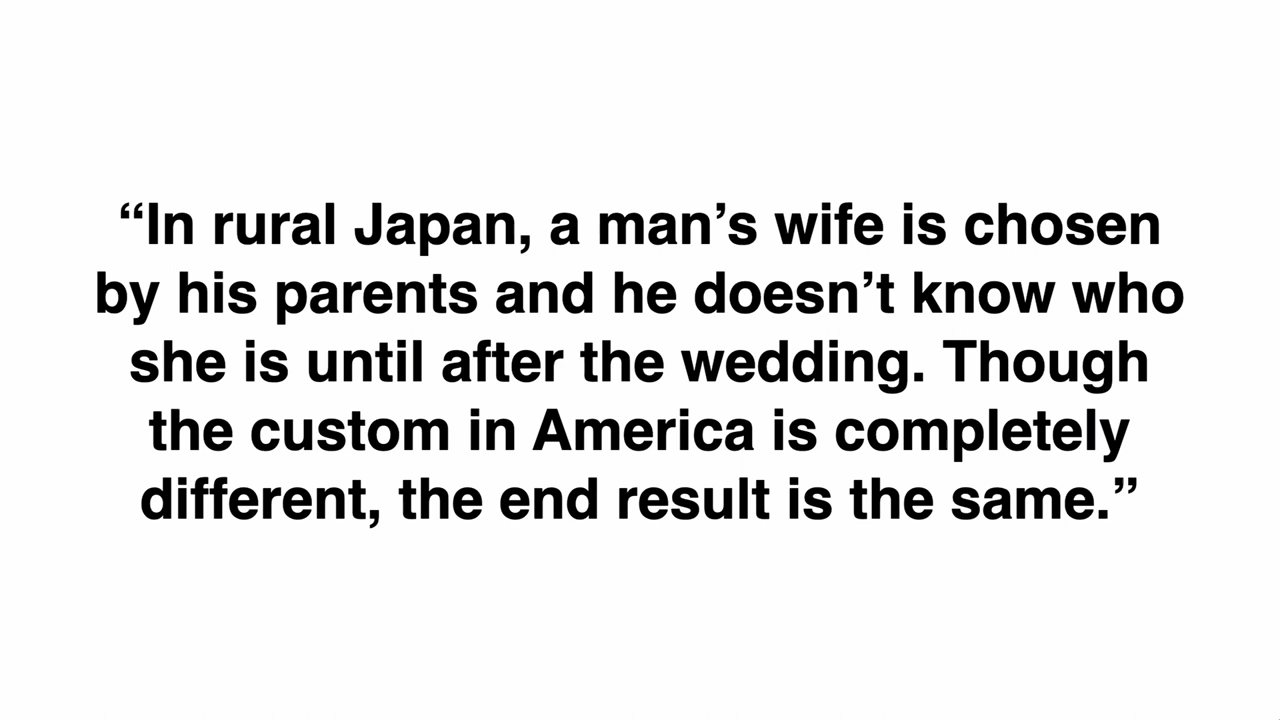 “In rural Japan, a man’s wife is chosen
by his parents and he doesn’t know who
she is until after the wedding. Though
the custom in America is completely
different, the end result is the same.”